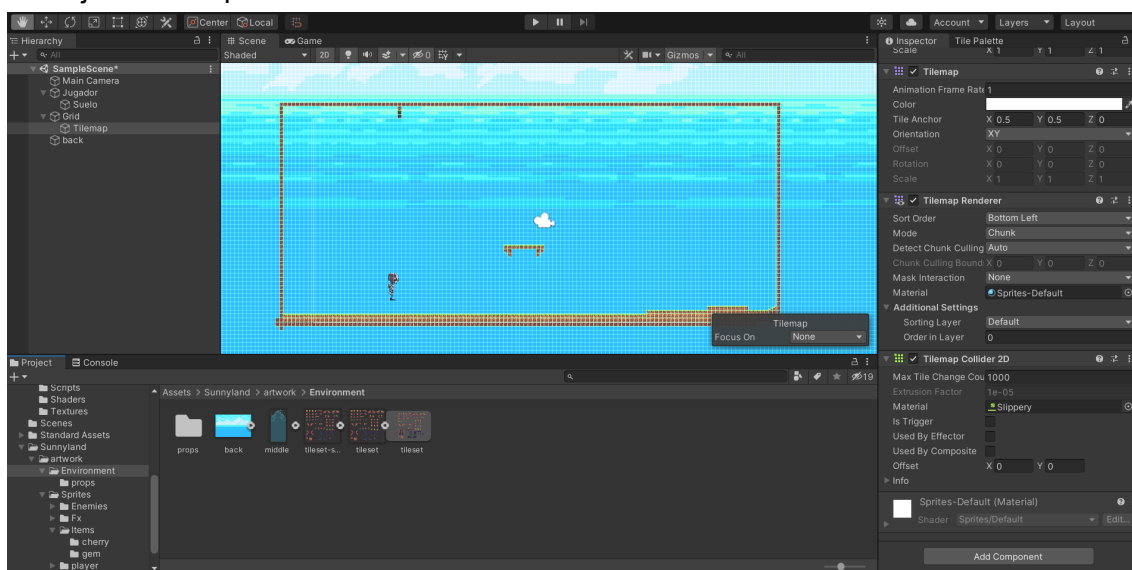 Center Local
Account Layers Layout
Hierarchy
All
SampleScene*
Main Camera
Jugador
Suelo
Grid
Tilemap
back
Scene Game
Shaded 2D 0 Gizmos All
Tilemap
Focus On None
Inspector Tile Palette
Scale X 1 Y 1 Z 1
Tilemap
Animation Frame Rate 1
Color
Tile Anchor X 0.5 Y 0.5 Z 0
Orientation XY
Offset X 0 Y 0 Z 0
Rotation X 0 Y 0 Z 0
Scale X 1 Y 1 Z 1
Tilemap Renderer
Sort Order Bottom Left
Mode Chunk
Detect Chunk Culling Auto
Chunk Culling Bound X 0 Y 0 Z 0
Mask Interaction None
Material Sprites-Default
Additional Settings
Sorting Layer Default
Order in Layer 0
Tilemap Collider 2D
Max Tile Change Cou 1000
Extrusion Factor 1e-05
Material Slippery
Is Trigger
Used By Effector
Used By Composite
Offset X 0 Y 0
Info
Sprites-Default (Material)
Shader Sprites/Default Edit...
Add Component
Project Console
19
Scripts
Shaders
Textures
Scenes
Standard Assets
Sunnyland
artwork
Environment
props
Sprites
Enemies
Fx
Items
cherry
gem
player
Assets > Sunnyland > artwork > Environment
props back middle tileset-s... tileset tileset